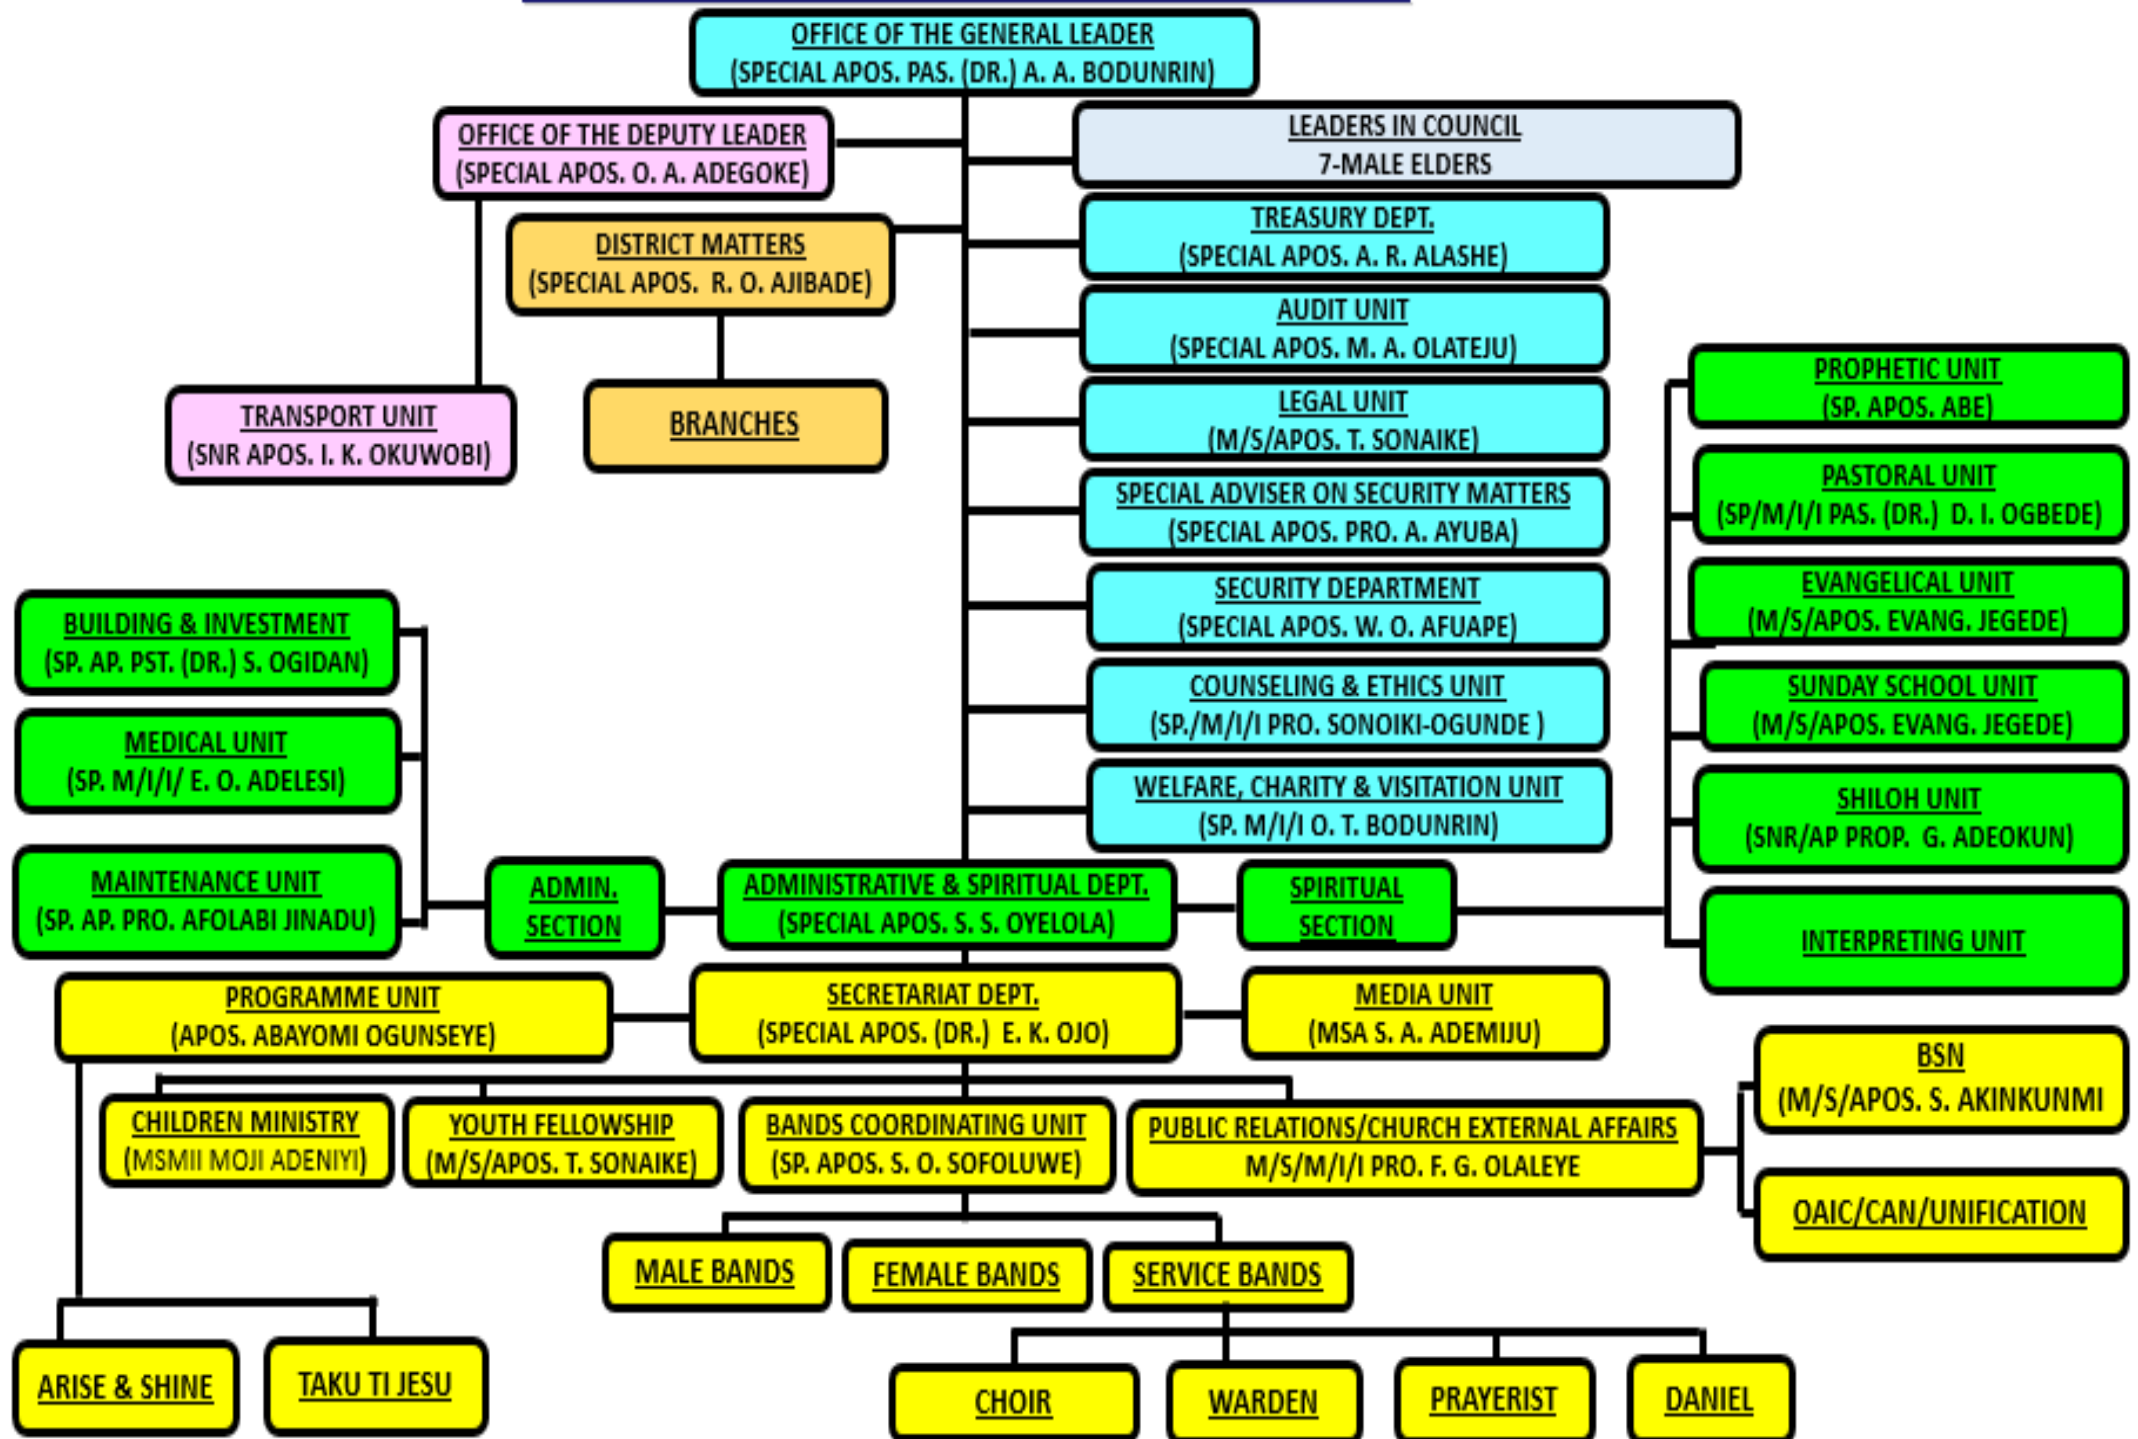 OFFICE OF THE GENERAL LEADER
(SPECIAL APOS. PAS. (DR.) A. A. BODUNRIN)
OFFICE OF THE DEPUTY LEADER
(SPECIAL APOS. O. A. ADEGOKE)
LEADERS IN COUNCIL
7-MALE ELDERS
DISTRICT MATTERS
(SPECIAL APOS. R. O. AJIBADE)
TREASURY DEPT.
(SPECIAL APOS. A. R. ALASHE)
AUDIT UNIT
(SPECIAL APOS. M. A. OLATEJU)
TRANSPORT UNIT
(SNR APOS. I. K. OKUWOBI)
BRANCHES
LEGAL UNIT
(M/S/APOS. T. SONAIKE)
SPECIAL ADVISER ON SECURITY MATTERS
(SPECIAL APOS. PRO. A. AYUBA)
SECURITY DEPARTMENT
(SPECIAL APOS. W. O. AFUAPE)
COUNSELING & ETHICS UNIT
(SP./M/I/I PRO. SONOIKI-OGUNDE )
WELFARE, CHARITY & VISITATION UNIT
(SP. M/I/I O. T. BODUNRIN)
PROPHETIC UNIT
(SP. APOS. ABE)
PASTORAL UNIT
(SP/M/I/I PAS. (DR.) D. I. OGBEDE)
EVANGELICAL UNIT
(M/S/APOS. EVANG. JEGEDE)
SUNDAY SCHOOL UNIT
(M/S/APOS. EVANG. JEGEDE)
SHILOH UNIT
(SNR/AP PROP. G. ADEOKUN)
INTERPRETING UNIT
BUILDING & INVESTMENT
(SP. AP. PST. (DR.) S. OGIDAN)
MEDICAL UNIT
(SP. M/I/I/ E. O. ADELESI)
MAINTENANCE UNIT
(SP. AP. PRO. AFOLABI JINADU)
ADMIN.
SECTION
ADMINISTRATIVE & SPIRITUAL DEPT.
(SPECIAL APOS. S. S. OYELOLA)
SPIRITUAL
SECTION
PROGRAMME UNIT
(APOS. ABAYOMI OGUNSEYE)
SECRETARIAT DEPT.
(SPECIAL APOS. (DR.) E. K. OJO)
MEDIA UNIT
(MSA S. A. ADEMIJU)
CHILDREN MINISTRY
(MSMII MOJI ADENIYI)
YOUTH FELLOWSHIP
(M/S/APOS. T. SONAIKE)
BANDS COORDINATING UNIT
(SP. APOS. S. O. SOFOLUWE)
PUBLIC RELATIONS/CHURCH EXTERNAL AFFAIRS
M/S/M/I/I PRO. F. G. OLALEYE
BSN
(M/S/APOS. S. AKINKUNMI
OAIC/CAN/UNIFICATION
MALE BANDS
FEMALE BANDS
SERVICE BANDS
ARISE & SHINE
TAKU TI JESU
CHOIR
WARDEN
PRAYERIST
DANIEL